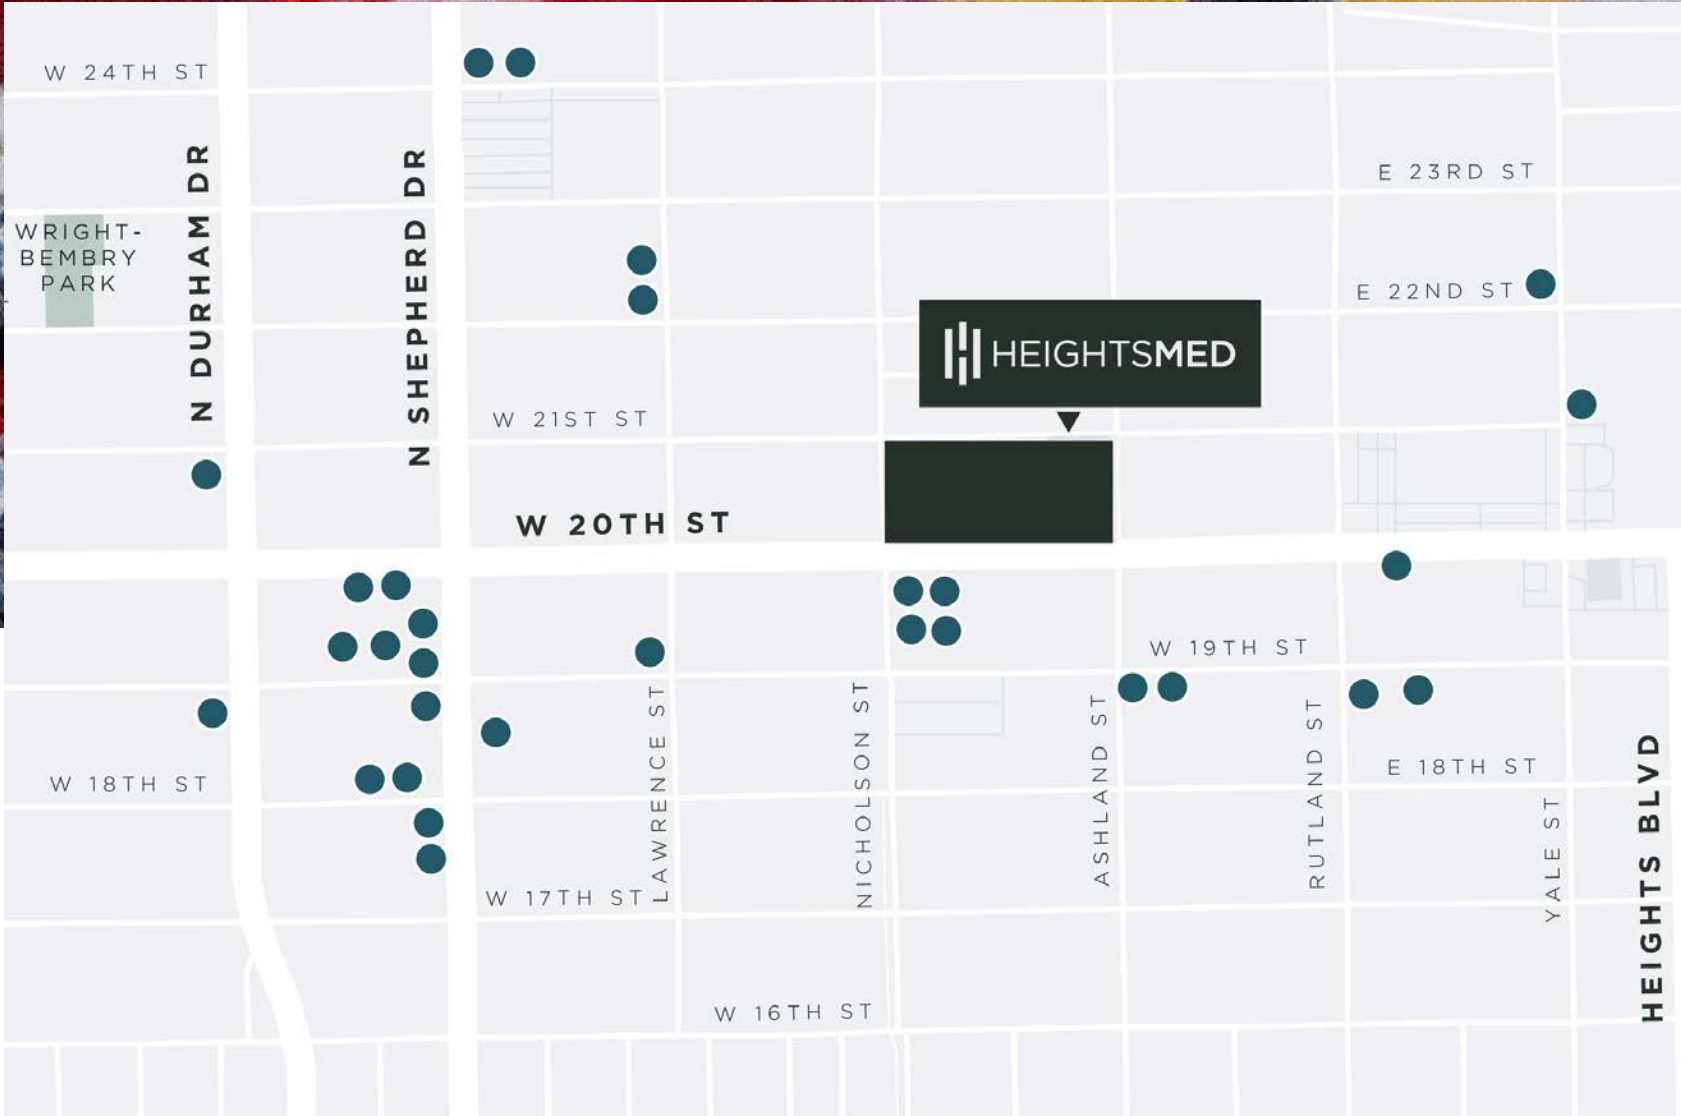 W 24TH ST
E 23RD ST
WRIGHT-
BEMBRY
PARK
N DURHAM DR
N SHEPHERD DR
E 22ND ST
HEIGHTSMED
W 21ST ST
W 20TH ST
W 19TH ST
LAWRENCE ST
NICHOLSON ST
ASHLAND ST
RUTLAND ST
E 18TH ST
W 18TH ST
YALE ST
HEIGHTS BLVD
W 17TH ST
W 16TH ST